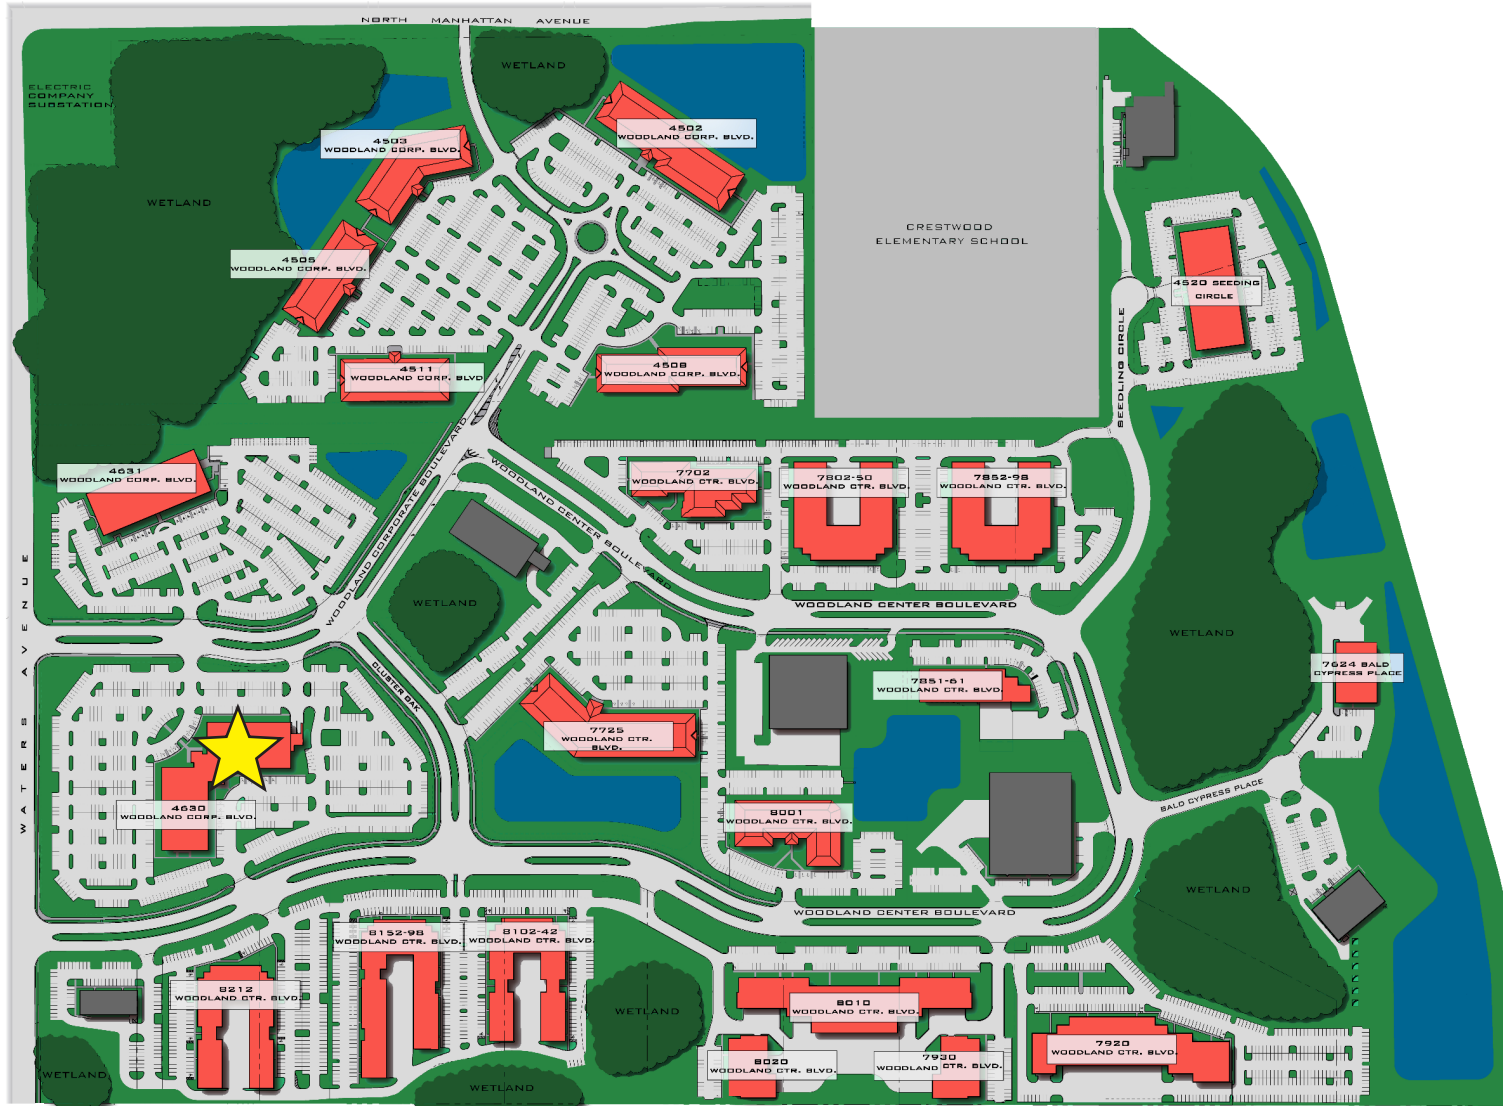 NORTH MANHATTAN AVENUE
WETLAND
ELECTRIC
COMPANY
SUBSTATION
4502
WOODLAND CORP. BLVD.
4503
WOODLAND CORP. BLVD.
WETLAND
CRESTWOOD
ELEMENTARY SCHOOL
4505
WOODLAND CORP. BLVD.
4520 SEEDING
CIRCLE
4511
WOODLAND CORP. BLVD
4508
WOODLAND CORP. BLVD.
SEEDLING CIRCLE
4631
WOODLAND CORP. BLVD.
WOODLAND CORPORATE BOULEVARD
WOODLAND CENTER BOULEVARD
7702
WOODLAND CTR. BLVD.
7802-50
WOODLAND CTR. BLVD.
7852-98
WOODLAND CTR. BLVD.
WATERS AVENUE
WETLAND
WOODLAND CENTER BOULEVARD
WETLAND
CLUSTER OAK
7624 BALD
CYPRESS PLACE
7851-61
WOODLAND CTR. BLVD.
7725
WOODLAND CTR.
BLVD.
BALD CYPRESS PLACE
4630
WOODLAND CORP. BLVD.
8001
WOODLAND CTR. BLVD.
WETLAND
WOODLAND CENTER BOULEVARD
8152-98
WOODLAND CTR. BLVD.
8102-42
WOODLAND CTR. BLVD.
8212
WOODLAND CTR. BLVD.
8010
WOODLAND CTR. BLVD.
WETLAND
7920
WOODLAND CTR. BLVD.
8020
WOODLAND CTR. BLVD.
7930
WOODLAND CTR. BLVD.
WETLAND
WETLAND